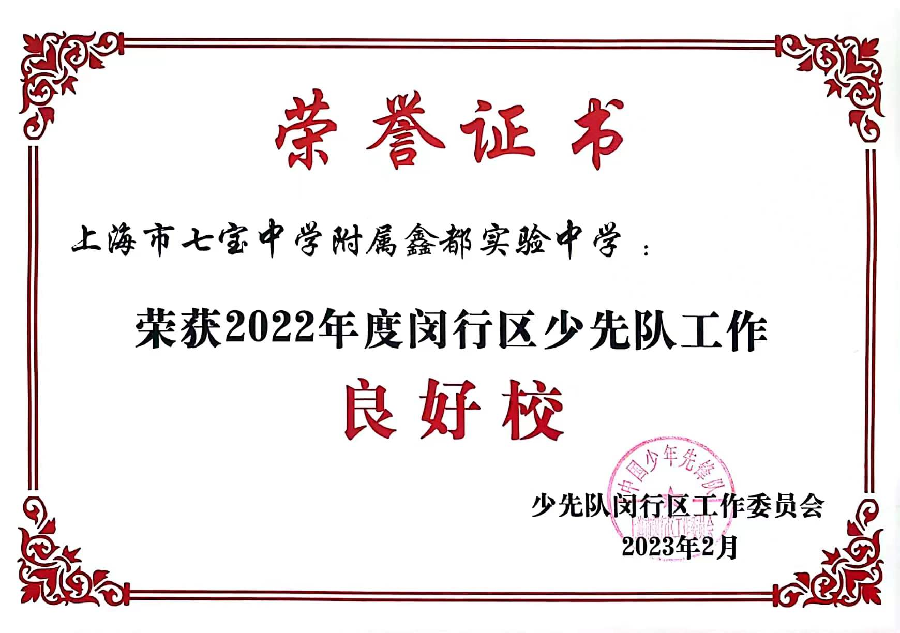 荣誉证书
上海市七宝中学附属鑫都实验中学：
荣获2022年度闵行区少先队工作
良好校
中国少年先锋队
少先队闵行区工作委员会
2023年2月